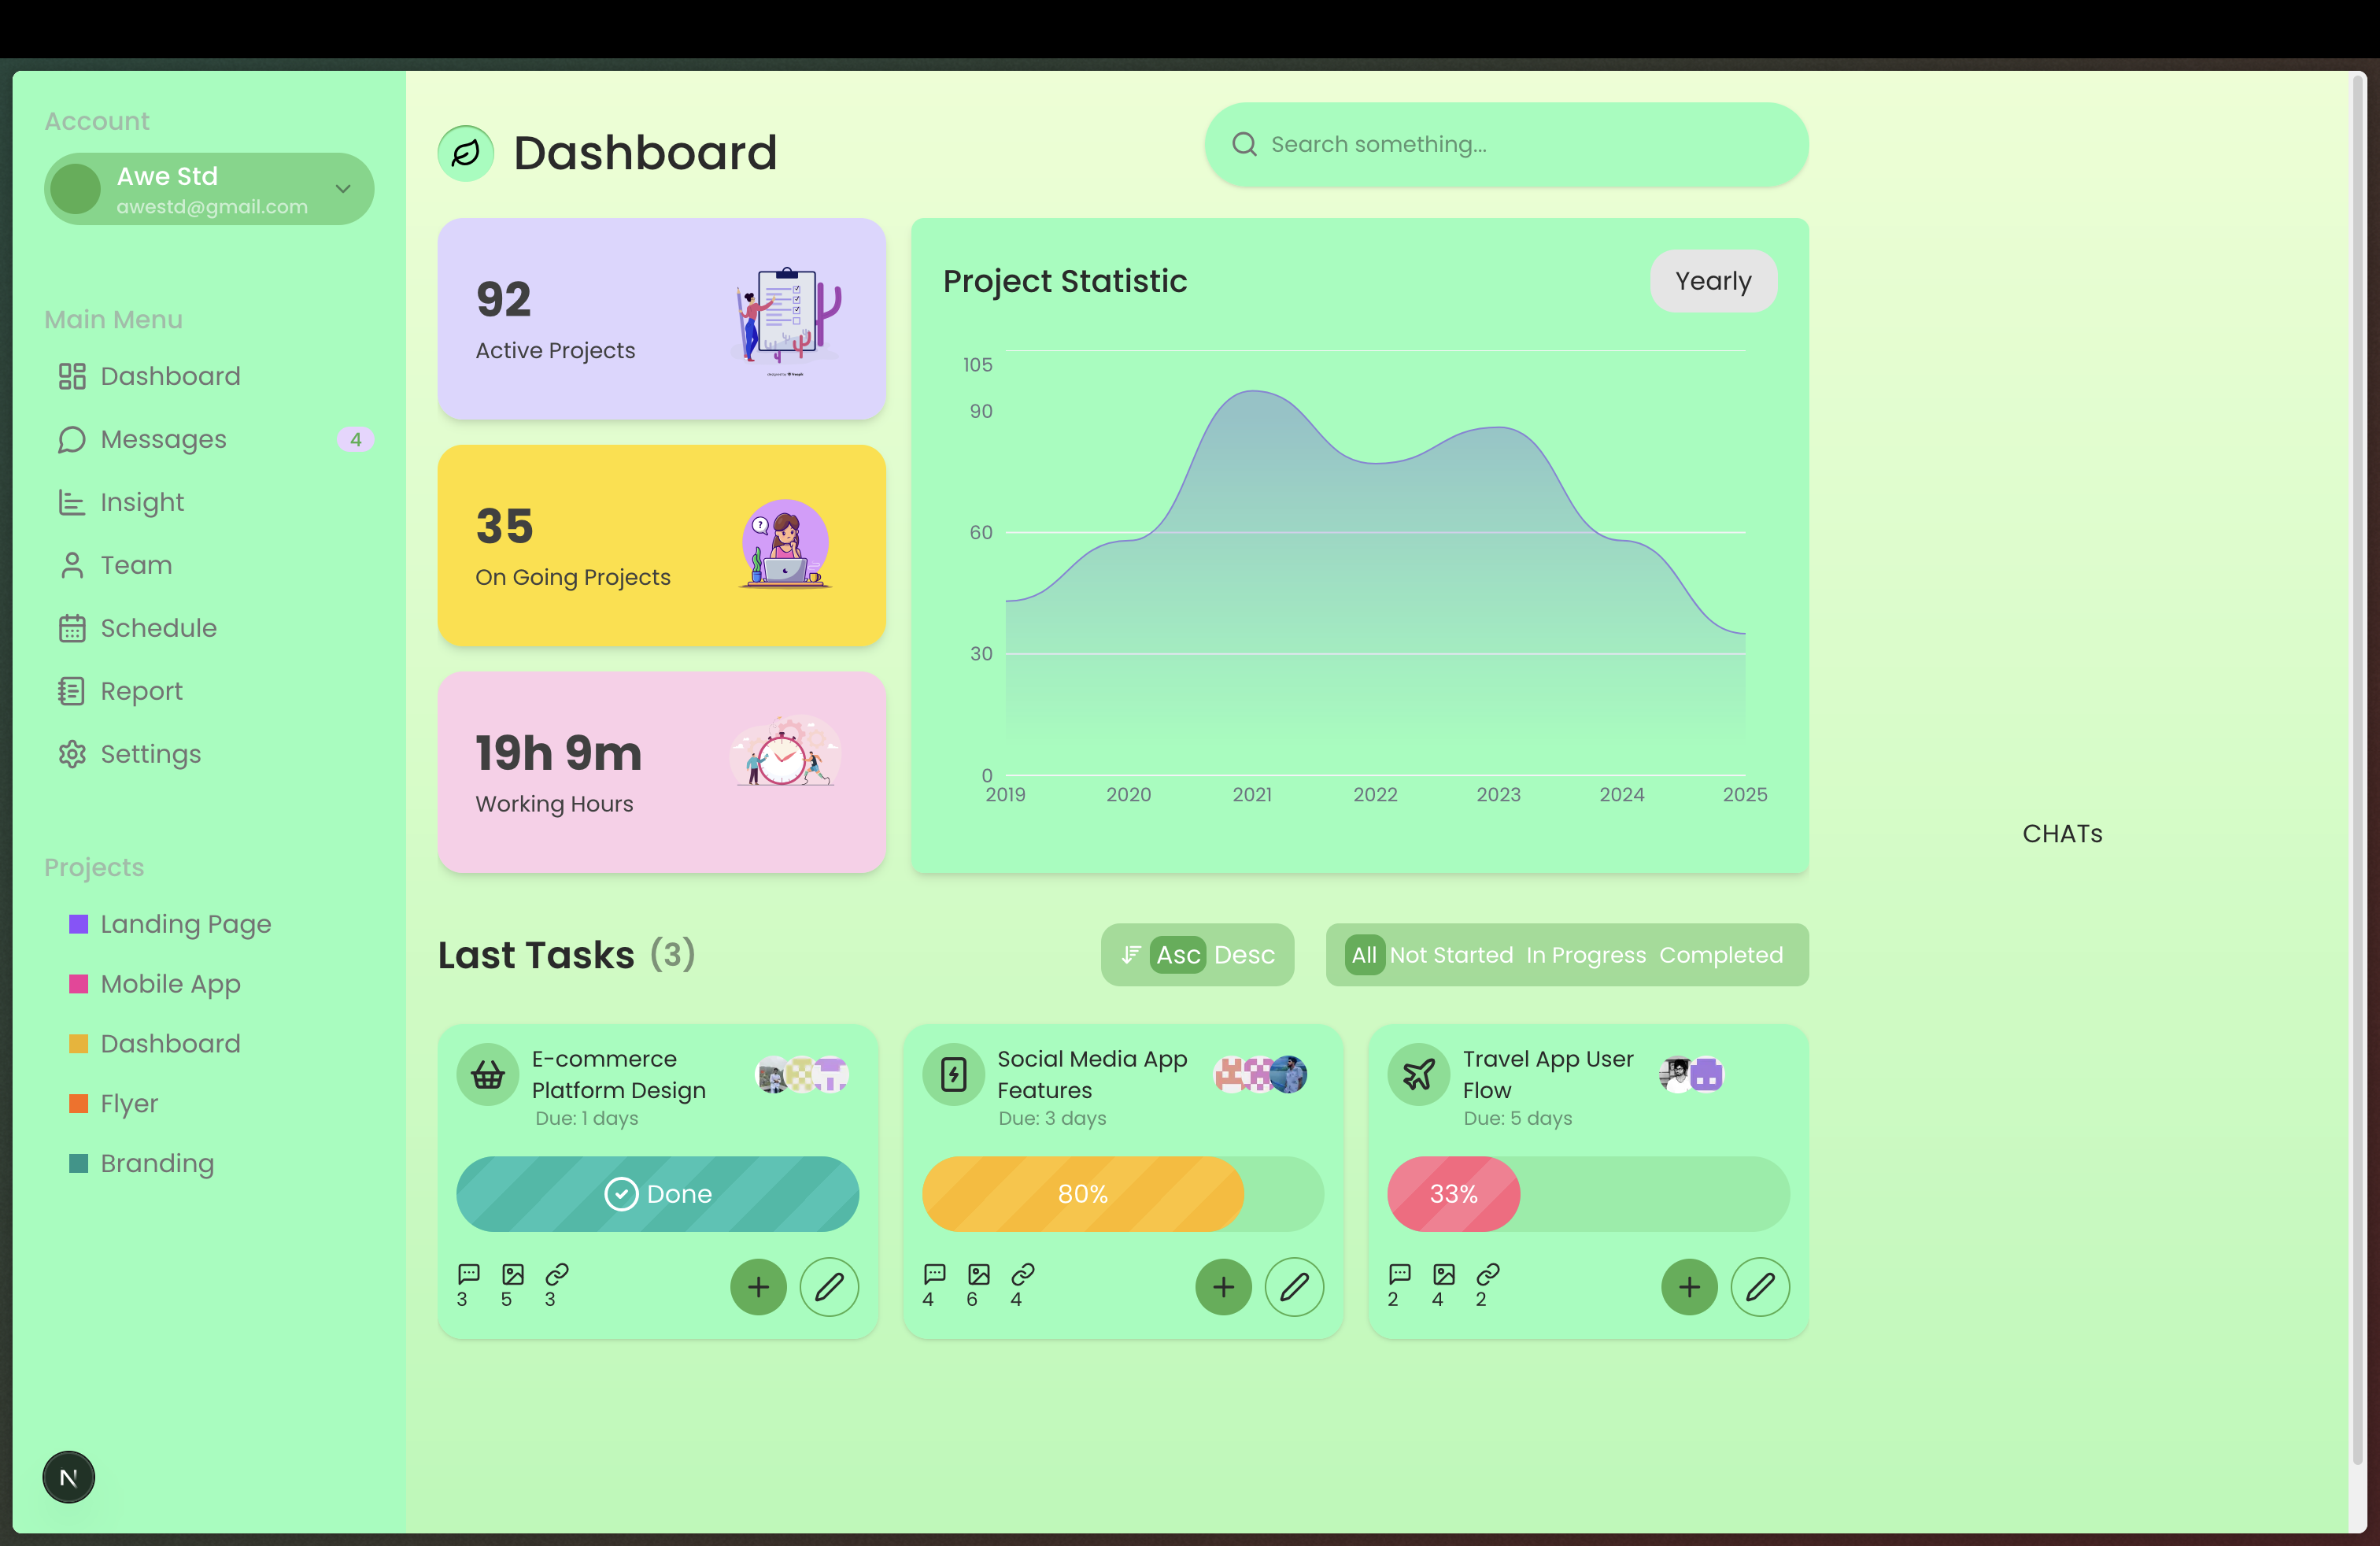 Account
Awe Std
awestd@gmail.com
Main Menu
Dashboard
Messages 4
Insight
Team
Schedule
Report
Settings
Projects
Landing Page
Mobile App
Dashboard
Flyer
Branding
N
Dashboard
Search something...
92
Active Projects
35
On Going Projects
?
19h 9m
Working Hours
Project Statistic
Yearly
105
90
60
30
0
2019 2020 2021 2022 2023 2024 2025
CHATs
Last Tasks (3)
Asc Desc
All Not Started In Progress Completed
E-commerce
Platform Design
Due: 1 days
Done
3 5 3
Social Media App
Features
Due: 3 days
80%
4 6 4
Travel App User
Flow
Due: 5 days
33%
2 4 2